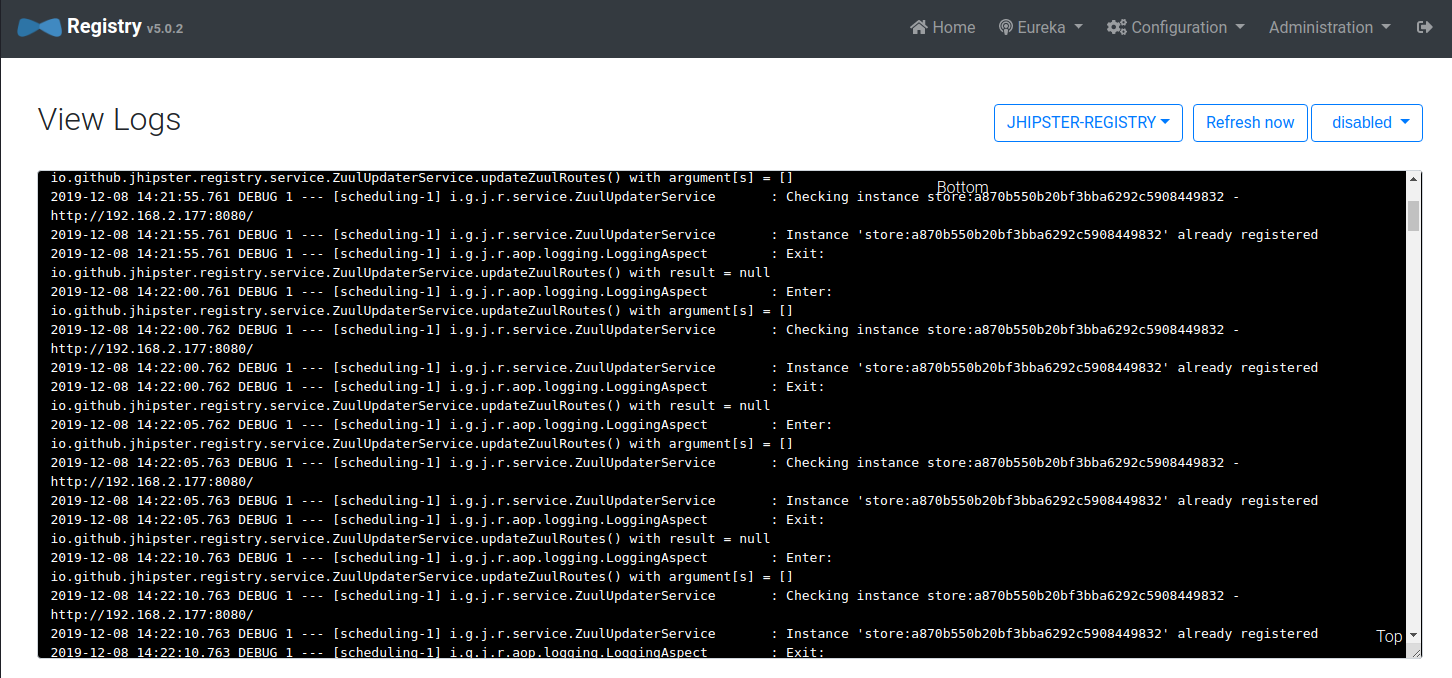 Registry v5.0.2
Home
Eureka
Configuration
Administration
View Logs
JHIPSTER-REGISTRY
Refresh now
disabled
io.github.jhipster.registry.service.ZuulUpdaterService.updateZuulRoutes() with argument[s] = []
Bottom
2019-12-08 14:21:55.761 DEBUG 1 --- [scheduling-1] i.g.j.r.service.ZuulUpdaterService       : Checking instance store:a870b550b20bf3bba6292c5908449832 -
http://192.168.2.177:8080/
2019-12-08 14:21:55.761 DEBUG 1 --- [scheduling-1] i.g.j.r.service.ZuulUpdaterService       : Instance 'store:a870b550b20bf3bba6292c5908449832' already registered
2019-12-08 14:21:55.761 DEBUG 1 --- [scheduling-1] i.g.j.r.aop.logging.LoggingAspect        : Exit:
io.github.jhipster.registry.service.ZuulUpdaterService.updateZuulRoutes() with result = null
2019-12-08 14:22:00.761 DEBUG 1 --- [scheduling-1] i.g.j.r.aop.logging.LoggingAspect        : Enter:
io.github.jhipster.registry.service.ZuulUpdaterService.updateZuulRoutes() with argument[s] = []
2019-12-08 14:22:00.762 DEBUG 1 --- [scheduling-1] i.g.j.r.service.ZuulUpdaterService       : Checking instance store:a870b550b20bf3bba6292c5908449832 -
http://192.168.2.177:8080/
2019-12-08 14:22:00.762 DEBUG 1 --- [scheduling-1] i.g.j.r.service.ZuulUpdaterService       : Instance 'store:a870b550b20bf3bba6292c5908449832' already registered
2019-12-08 14:22:00.762 DEBUG 1 --- [scheduling-1] i.g.j.r.aop.logging.LoggingAspect        : Exit:
io.github.jhipster.registry.service.ZuulUpdaterService.updateZuulRoutes() with result = null
2019-12-08 14:22:05.762 DEBUG 1 --- [scheduling-1] i.g.j.r.aop.logging.LoggingAspect        : Enter:
io.github.jhipster.registry.service.ZuulUpdaterService.updateZuulRoutes() with argument[s] = []
2019-12-08 14:22:05.763 DEBUG 1 --- [scheduling-1] i.g.j.r.service.ZuulUpdaterService       : Checking instance store:a870b550b20bf3bba6292c5908449832 -
http://192.168.2.177:8080/
2019-12-08 14:22:05.763 DEBUG 1 --- [scheduling-1] i.g.j.r.service.ZuulUpdaterService       : Instance 'store:a870b550b20bf3bba6292c5908449832' already registered
2019-12-08 14:22:05.763 DEBUG 1 --- [scheduling-1] i.g.j.r.aop.logging.LoggingAspect        : Exit:
io.github.jhipster.registry.service.ZuulUpdaterService.updateZuulRoutes() with result = null
2019-12-08 14:22:10.763 DEBUG 1 --- [scheduling-1] i.g.j.r.aop.logging.LoggingAspect        : Enter:
io.github.jhipster.registry.service.ZuulUpdaterService.updateZuulRoutes() with argument[s] = []
2019-12-08 14:22:10.763 DEBUG 1 --- [scheduling-1] i.g.j.r.service.ZuulUpdaterService       : Checking instance store:a870b550b20bf3bba6292c5908449832 -
http://192.168.2.177:8080/
2019-12-08 14:22:10.763 DEBUG 1 --- [scheduling-1] i.g.j.r.service.ZuulUpdaterService       : Instance 'store:a870b550b20bf3bba6292c5908449832' already registered
Top
2019-12-08 14:22:10.763 DEBUG 1 --- [scheduling-1] i.g.j.r.aop.logging.LoggingAspect        : Exit: